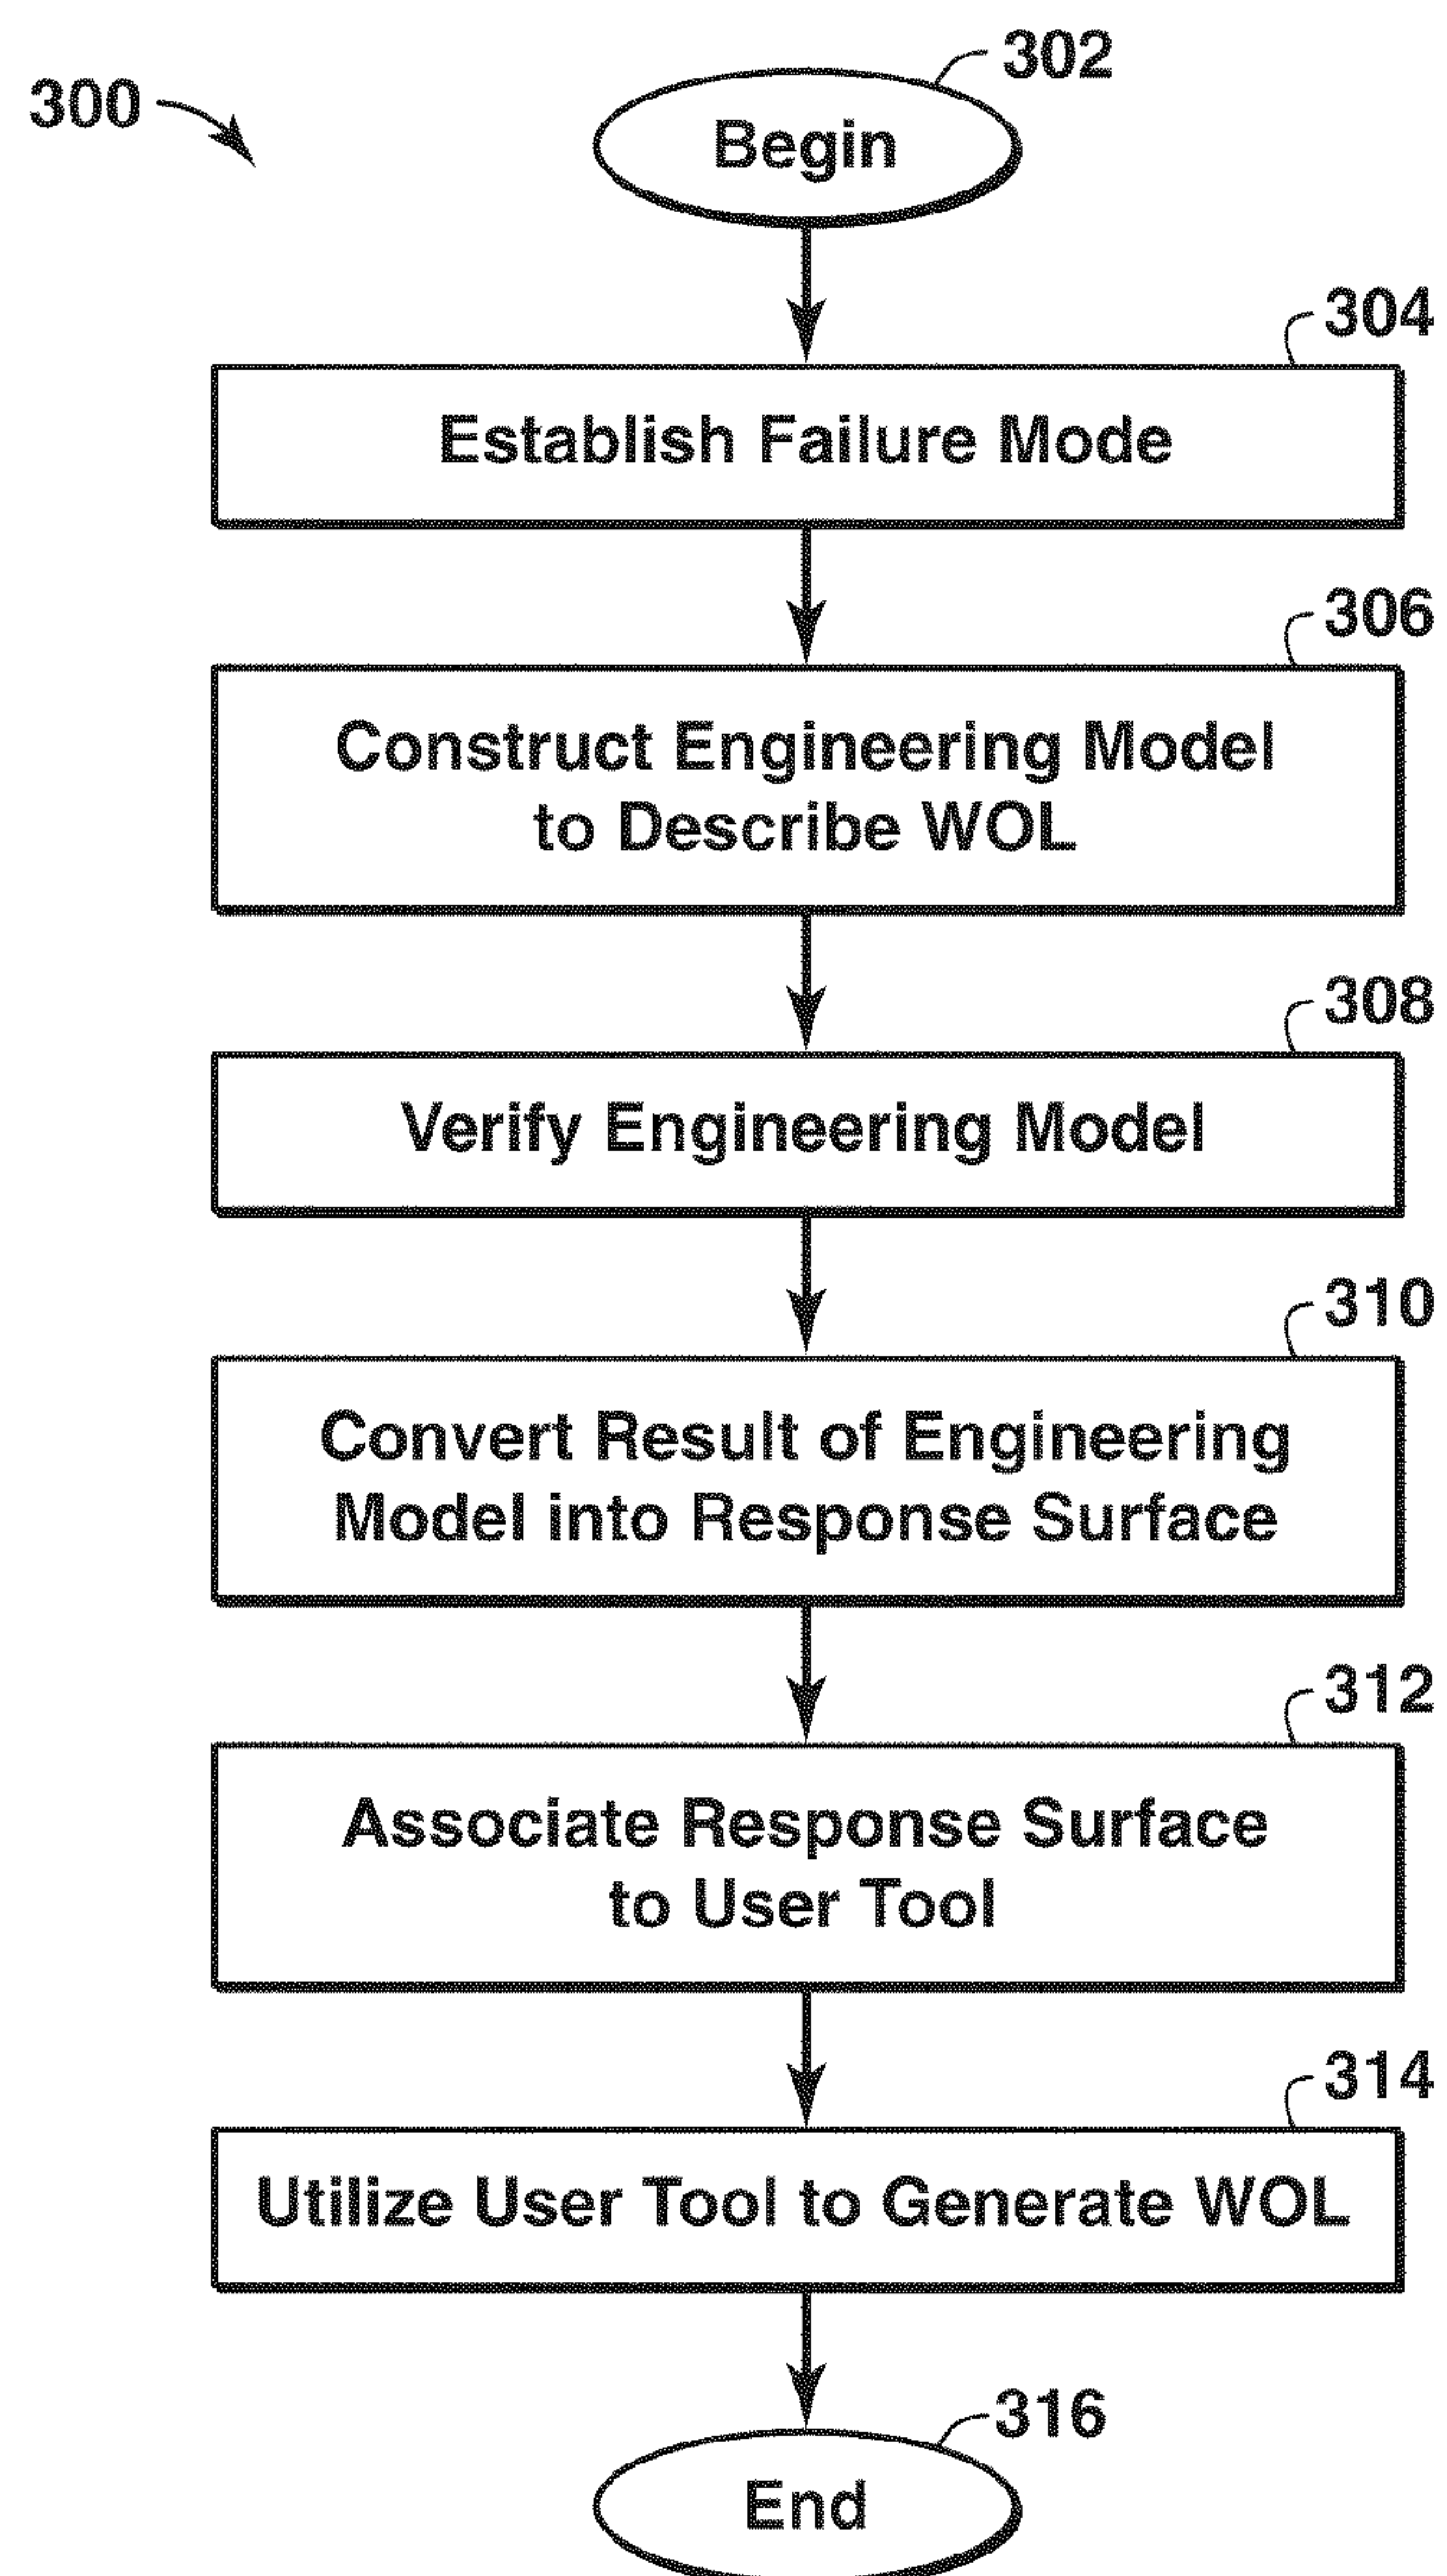 302
300
Begin
304
Establish Failure Mode
306
Construct Engineering Model
to Describe WOL
308
Verify Engineering Model
310
Convert Result of Engineering
Model into Response Surface
312
Associate Response Surface
to User Tool
314
Utilize User Tool to Generate WOL
316
End